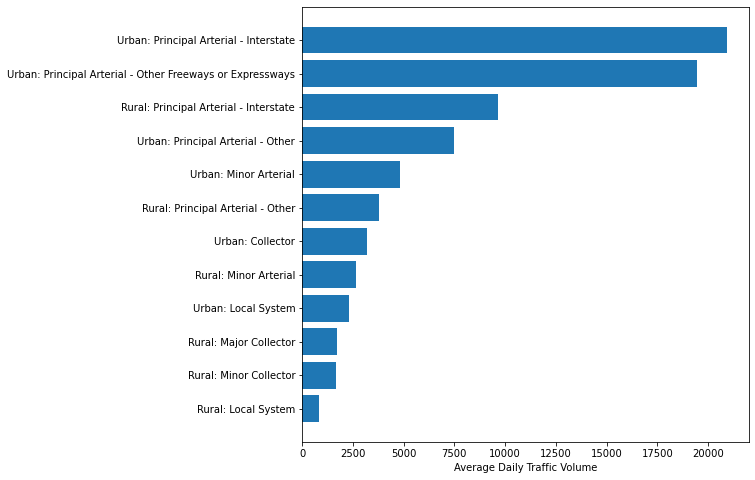 Urban: Principal Arterial - Interstate
Urban: Principal Arterial - Other Freeways or Expressways
Rural: Principal Arterial - Interstate
Urban: Principal Arterial - Other
Urban: Minor Arterial
Rural: Principal Arterial - Other
Urban: Collector
Rural: Minor Arterial
Urban: Local System
Rural: Major Collector
Rural: Minor Collector
Rural: Local System
0 2500 5000 7500 10000 12500 15000 17500 20000
Average Daily Traffic Volume